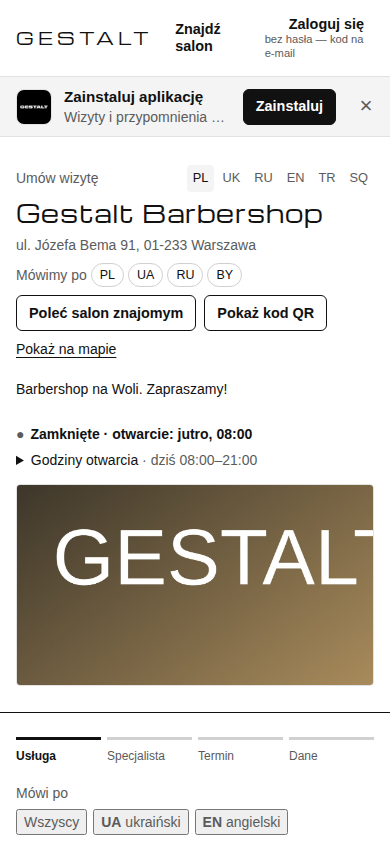 GESTALT
Znajdź salon
Zaloguj się
bez hasła — kod na e-mail
GESTALT
Zainstaluj aplikację
Wizyty i przypomnienia …
Zainstaluj
×
Umów wizytę
PL UK RU EN TR SQ
Gestalt Barbershop
ul. Józefa Bema 91, 01-233 Warszawa
Mówimy po PL UA RU BY
Poleć salon znajomym
Pokaż kod QR
Pokaż na mapie
Barbershop na Woli. Zapraszamy!
● Zamknięte · otwarcie: jutro, 08:00
▶ Godziny otwarcia · dziś 08:00–21:00
GESTALT
Usługa Specjalista Termin Dane
Mówi po
Wszyscy UA ukraiński EN angielski